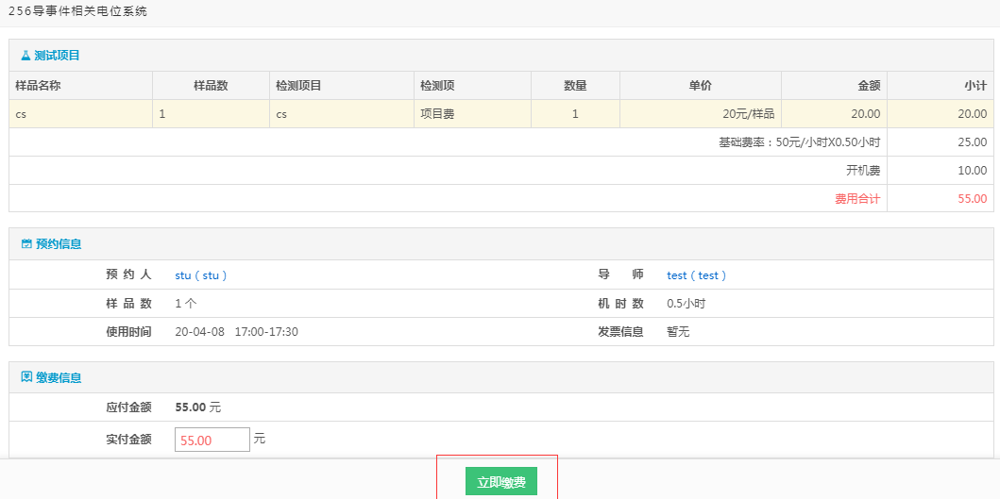 256导事件相关电位系统
测试项目
样品名称 样品数 检测项目 检测项 数量 单价 金额 小计
cs 1 cs 项目费 1 20元/样品 20.00 20.00
基础费率：50元/小时X0.50小时 25.00
开机费 10.00
费用合计 55.00
预约信息
预 约 人 stu（stu） 导 师 test（test）
样 品 数 1 个 机 时 数 0.5小时
使用时间 20-04-08 17:00-17:30 发票信息 暂无
缴费信息
应付金额 55.00 元
实付金额 55.00 元
立即缴费